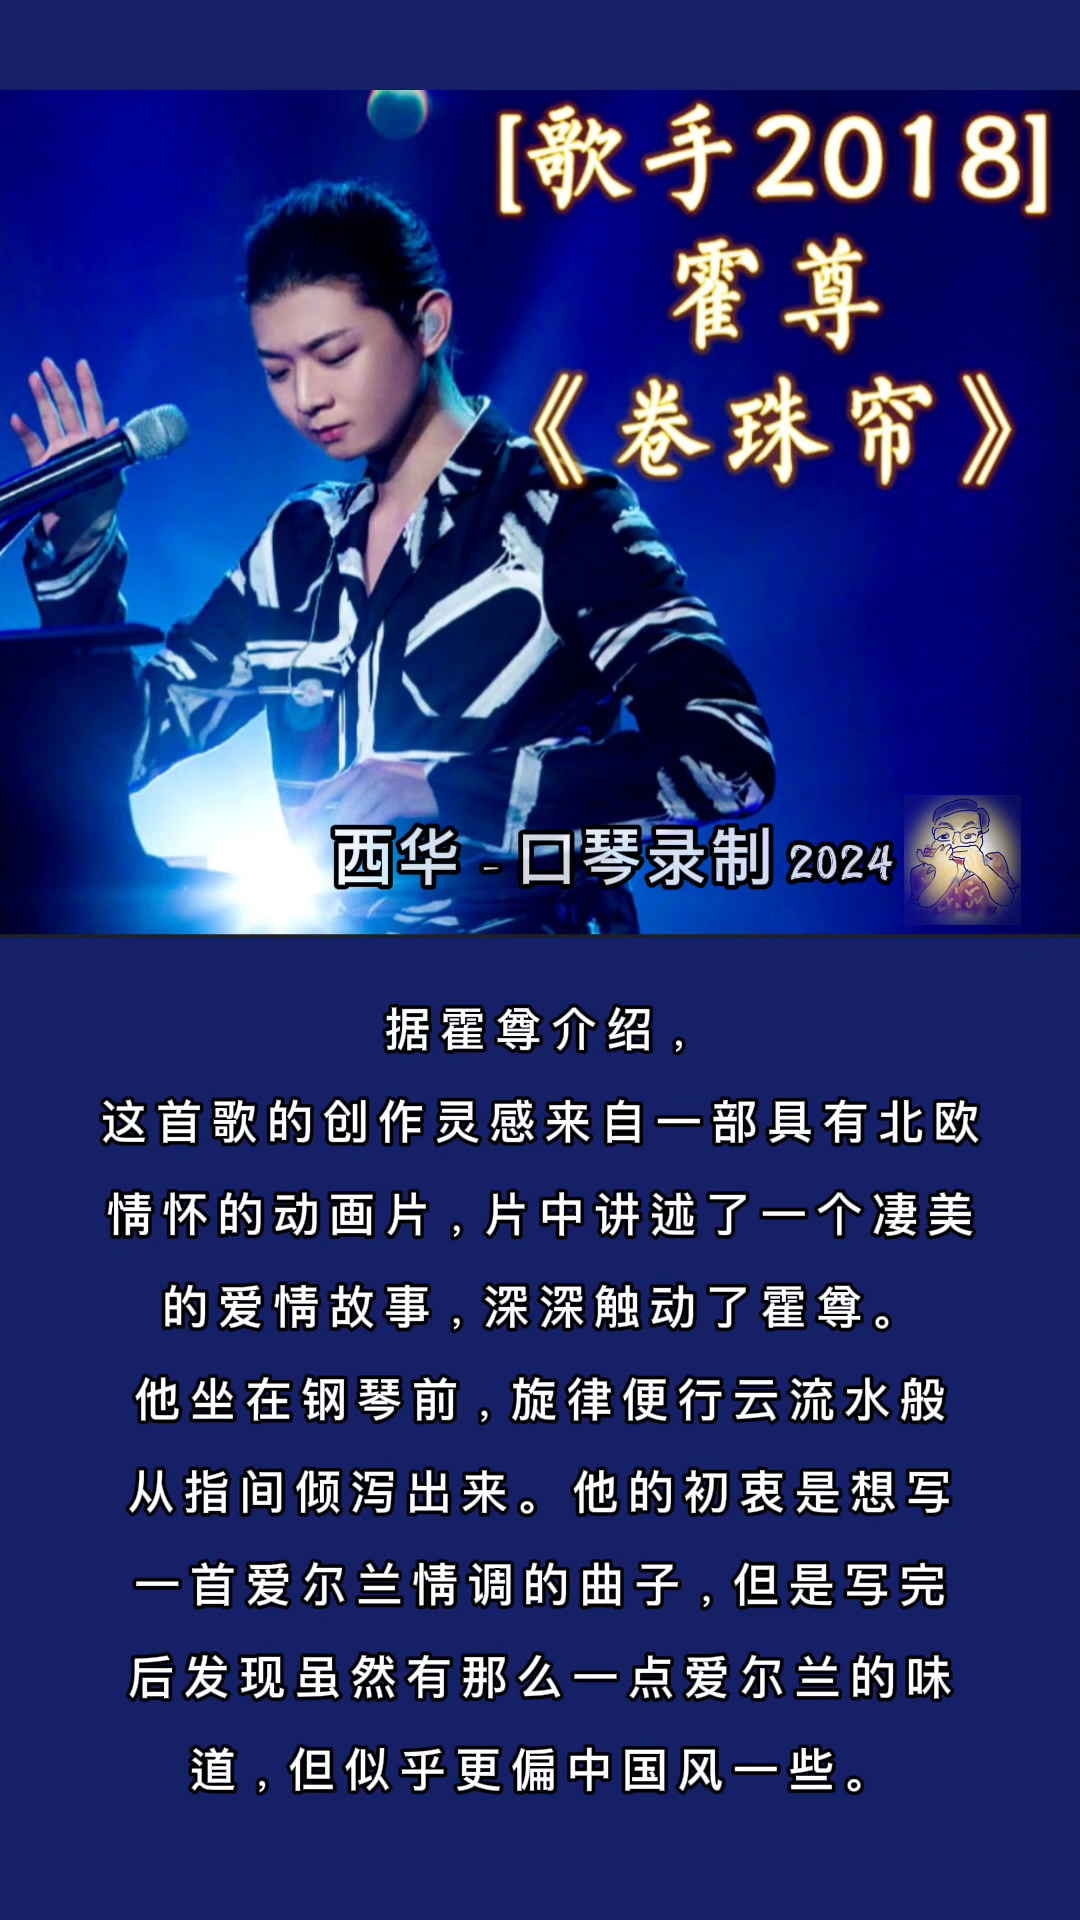 [歌手2018]
霍尊
《卷珠帘》
西华 - 口琴录制 2024
据霍尊介绍，
这首歌的创作灵感来自一部具有北欧
情怀的动画片，片中讲述了一个凄美
的爱情故事，深深触动了霍尊。
他坐在钢琴前，旋律便行云流水般
从指间倾泻出来。他的初衷是想写
一首爱尔兰情调的曲子，但是写完
后发现虽然有那么一点爱尔兰的味
道，但似乎更偏中国风一些。